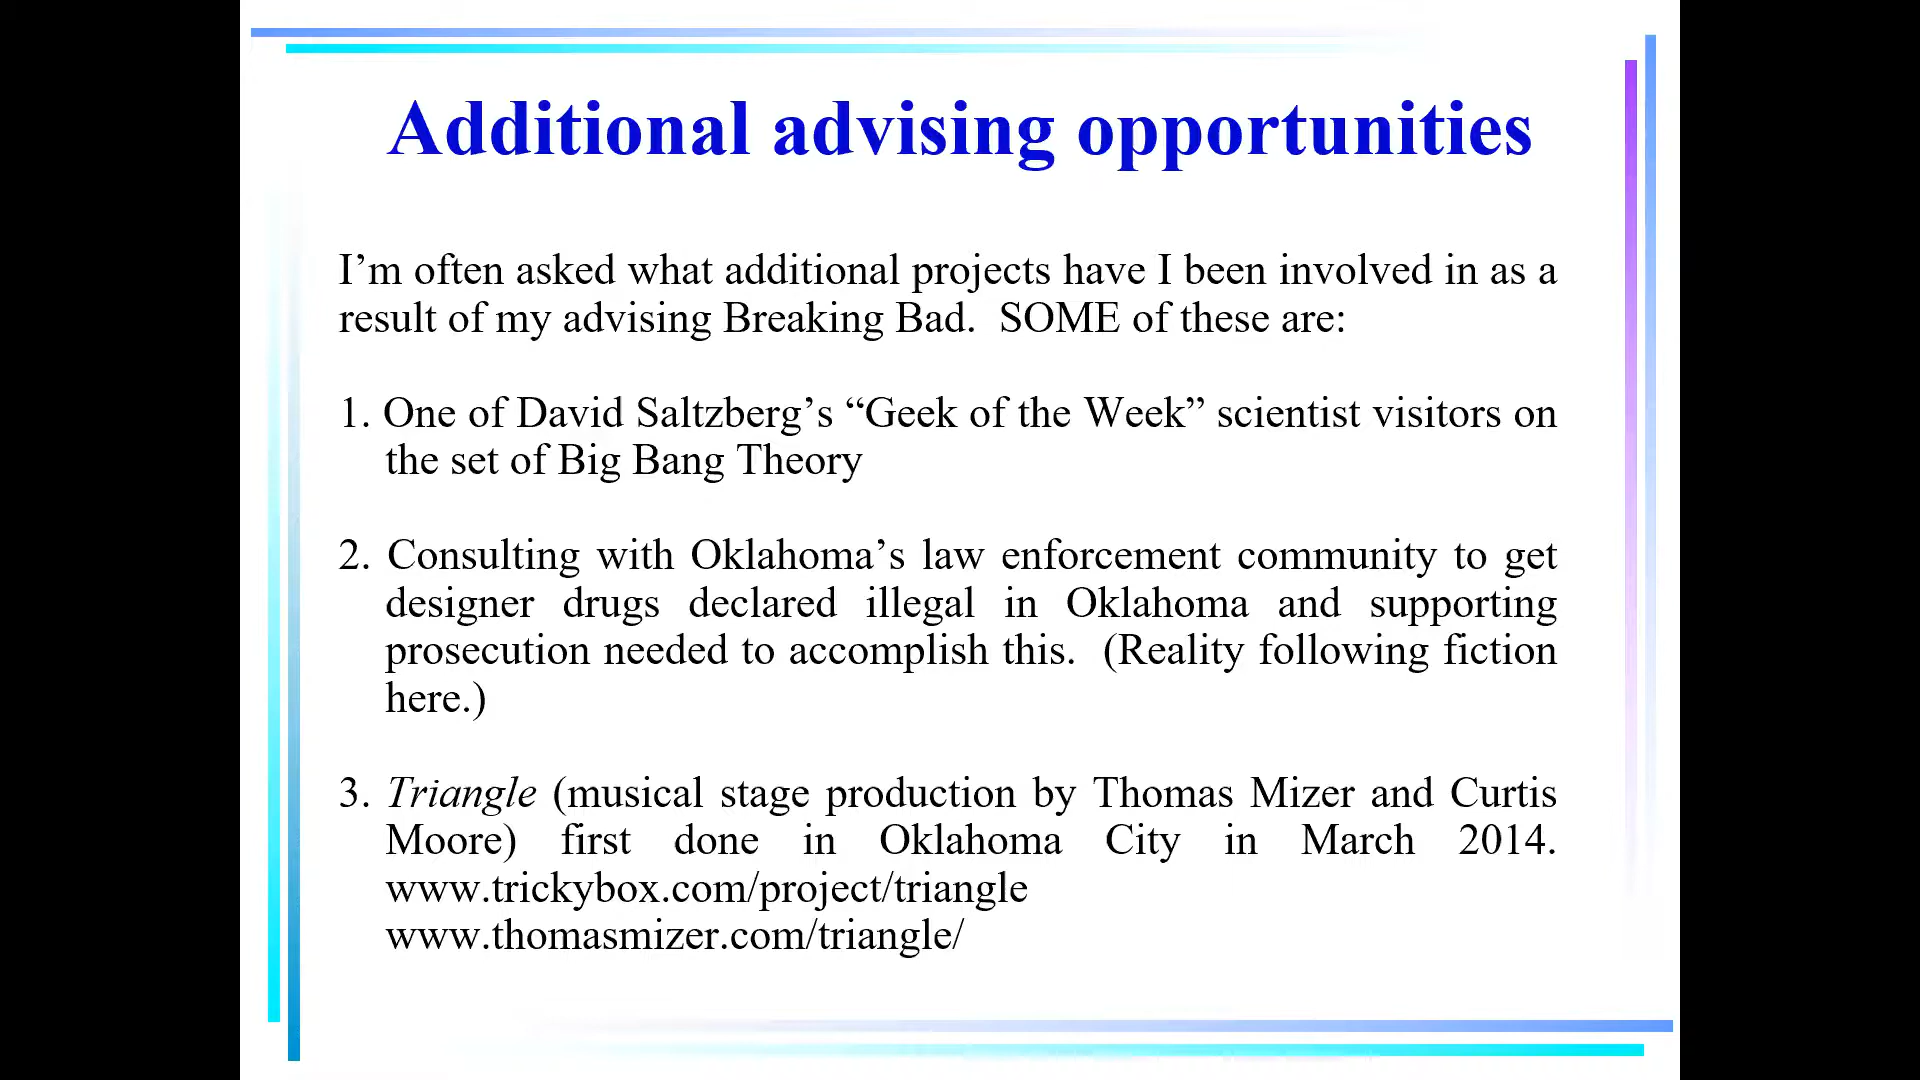 Additional advising opportunities
I’m often asked what additional projects have I been involved in as a
result of my advising Breaking Bad.  SOME of these are:
1. One of David Saltzberg’s “Geek of the Week” scientist visitors on
the set of Big Bang Theory
2. Consulting with Oklahoma’s law enforcement community to get
designer drugs declared illegal in Oklahoma and supporting
prosecution needed to accomplish this.  (Reality following fiction
here.)
3. Triangle (musical stage production by Thomas Mizer and Curtis
Moore) first done in Oklahoma City in March 2014.
www.trickybox.com/project/triangle
www.thomasmizer.com/triangle/